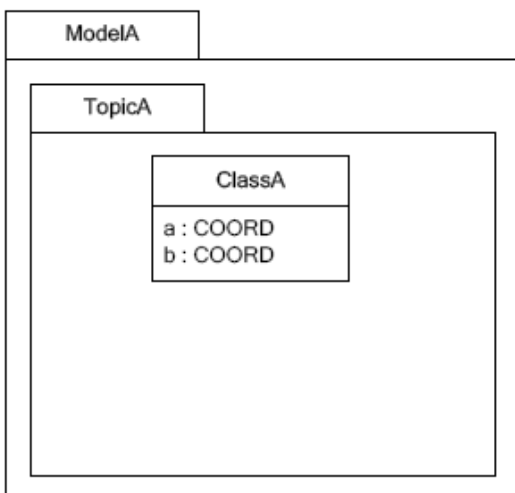 ModelA
TopicA
ClassA
a : COORD
b : COORD